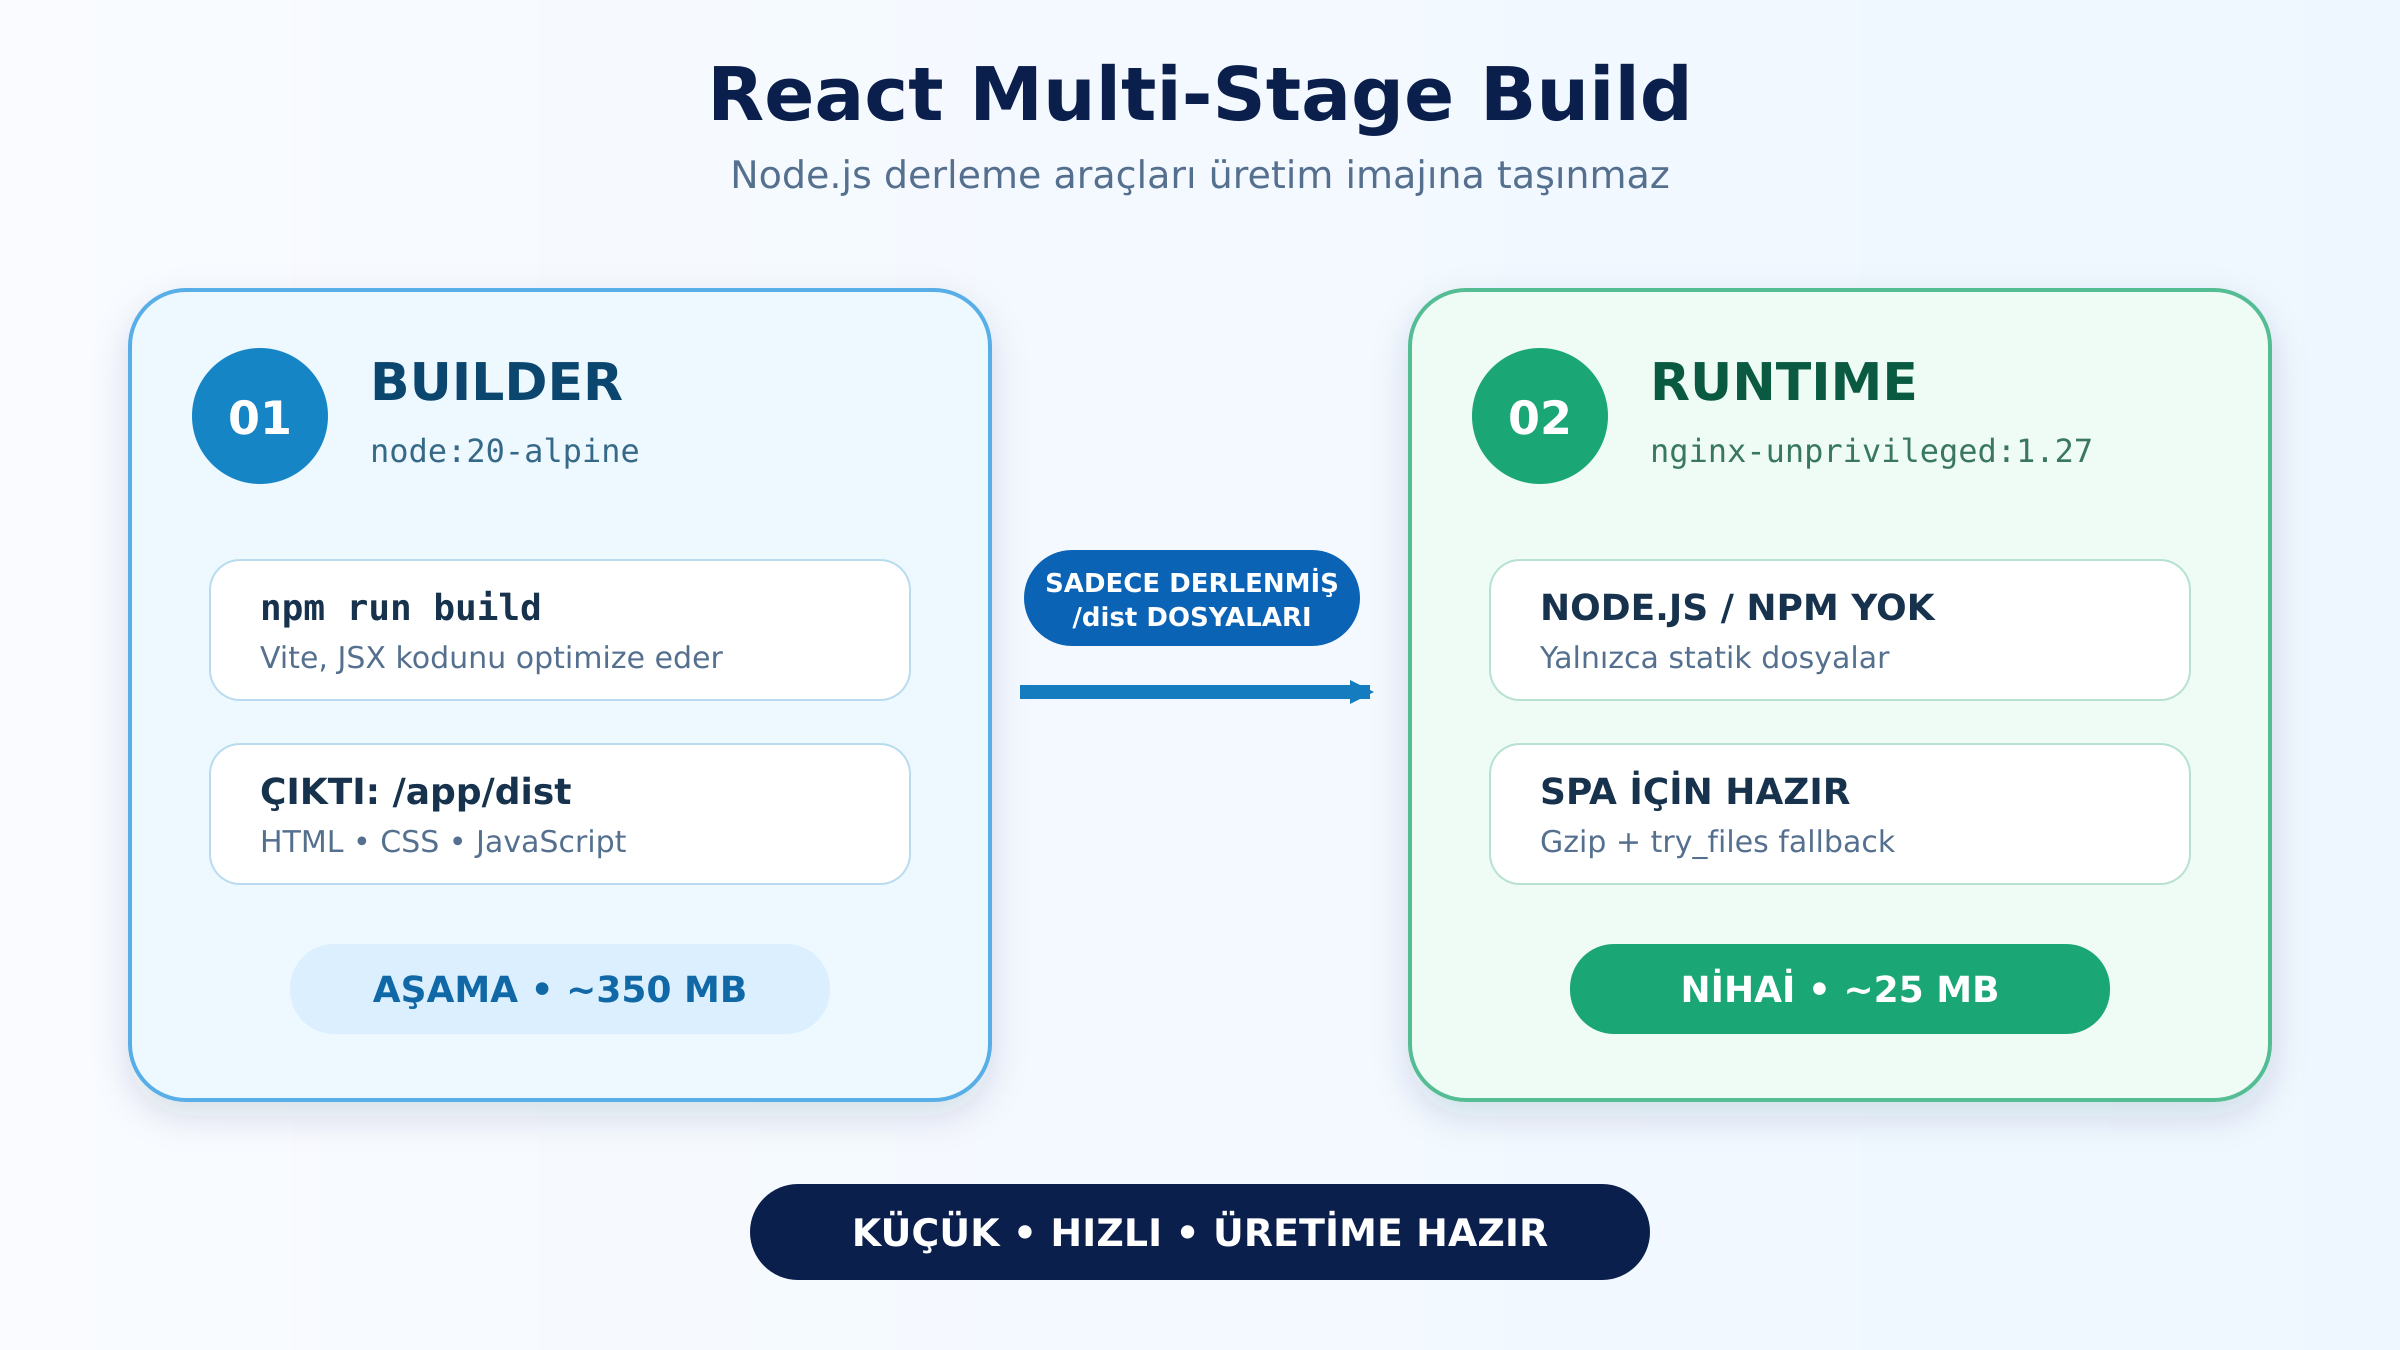 React Multi-Stage Build
Node.js derleme araçları üretim imajına taşınmaz
01
BUILDER
node:20-alpine
npm run build
Vite, JSX kodunu optimize eder
ÇIKTI: /app/dist
HTML • CSS • JavaScript
AŞAMA • ~350 MB
SADECE DERLENMİŞ
/dist DOSYALARI
02
RUNTIME
nginx-unprivileged:1.27
NODE.JS / NPM YOK
Yalnızca statik dosyalar
SPA İÇİN HAZIR
Gzip + try_files fallback
NİHAİ • ~25 MB
KÜÇÜK • HIZLI • ÜRETİME HAZIR